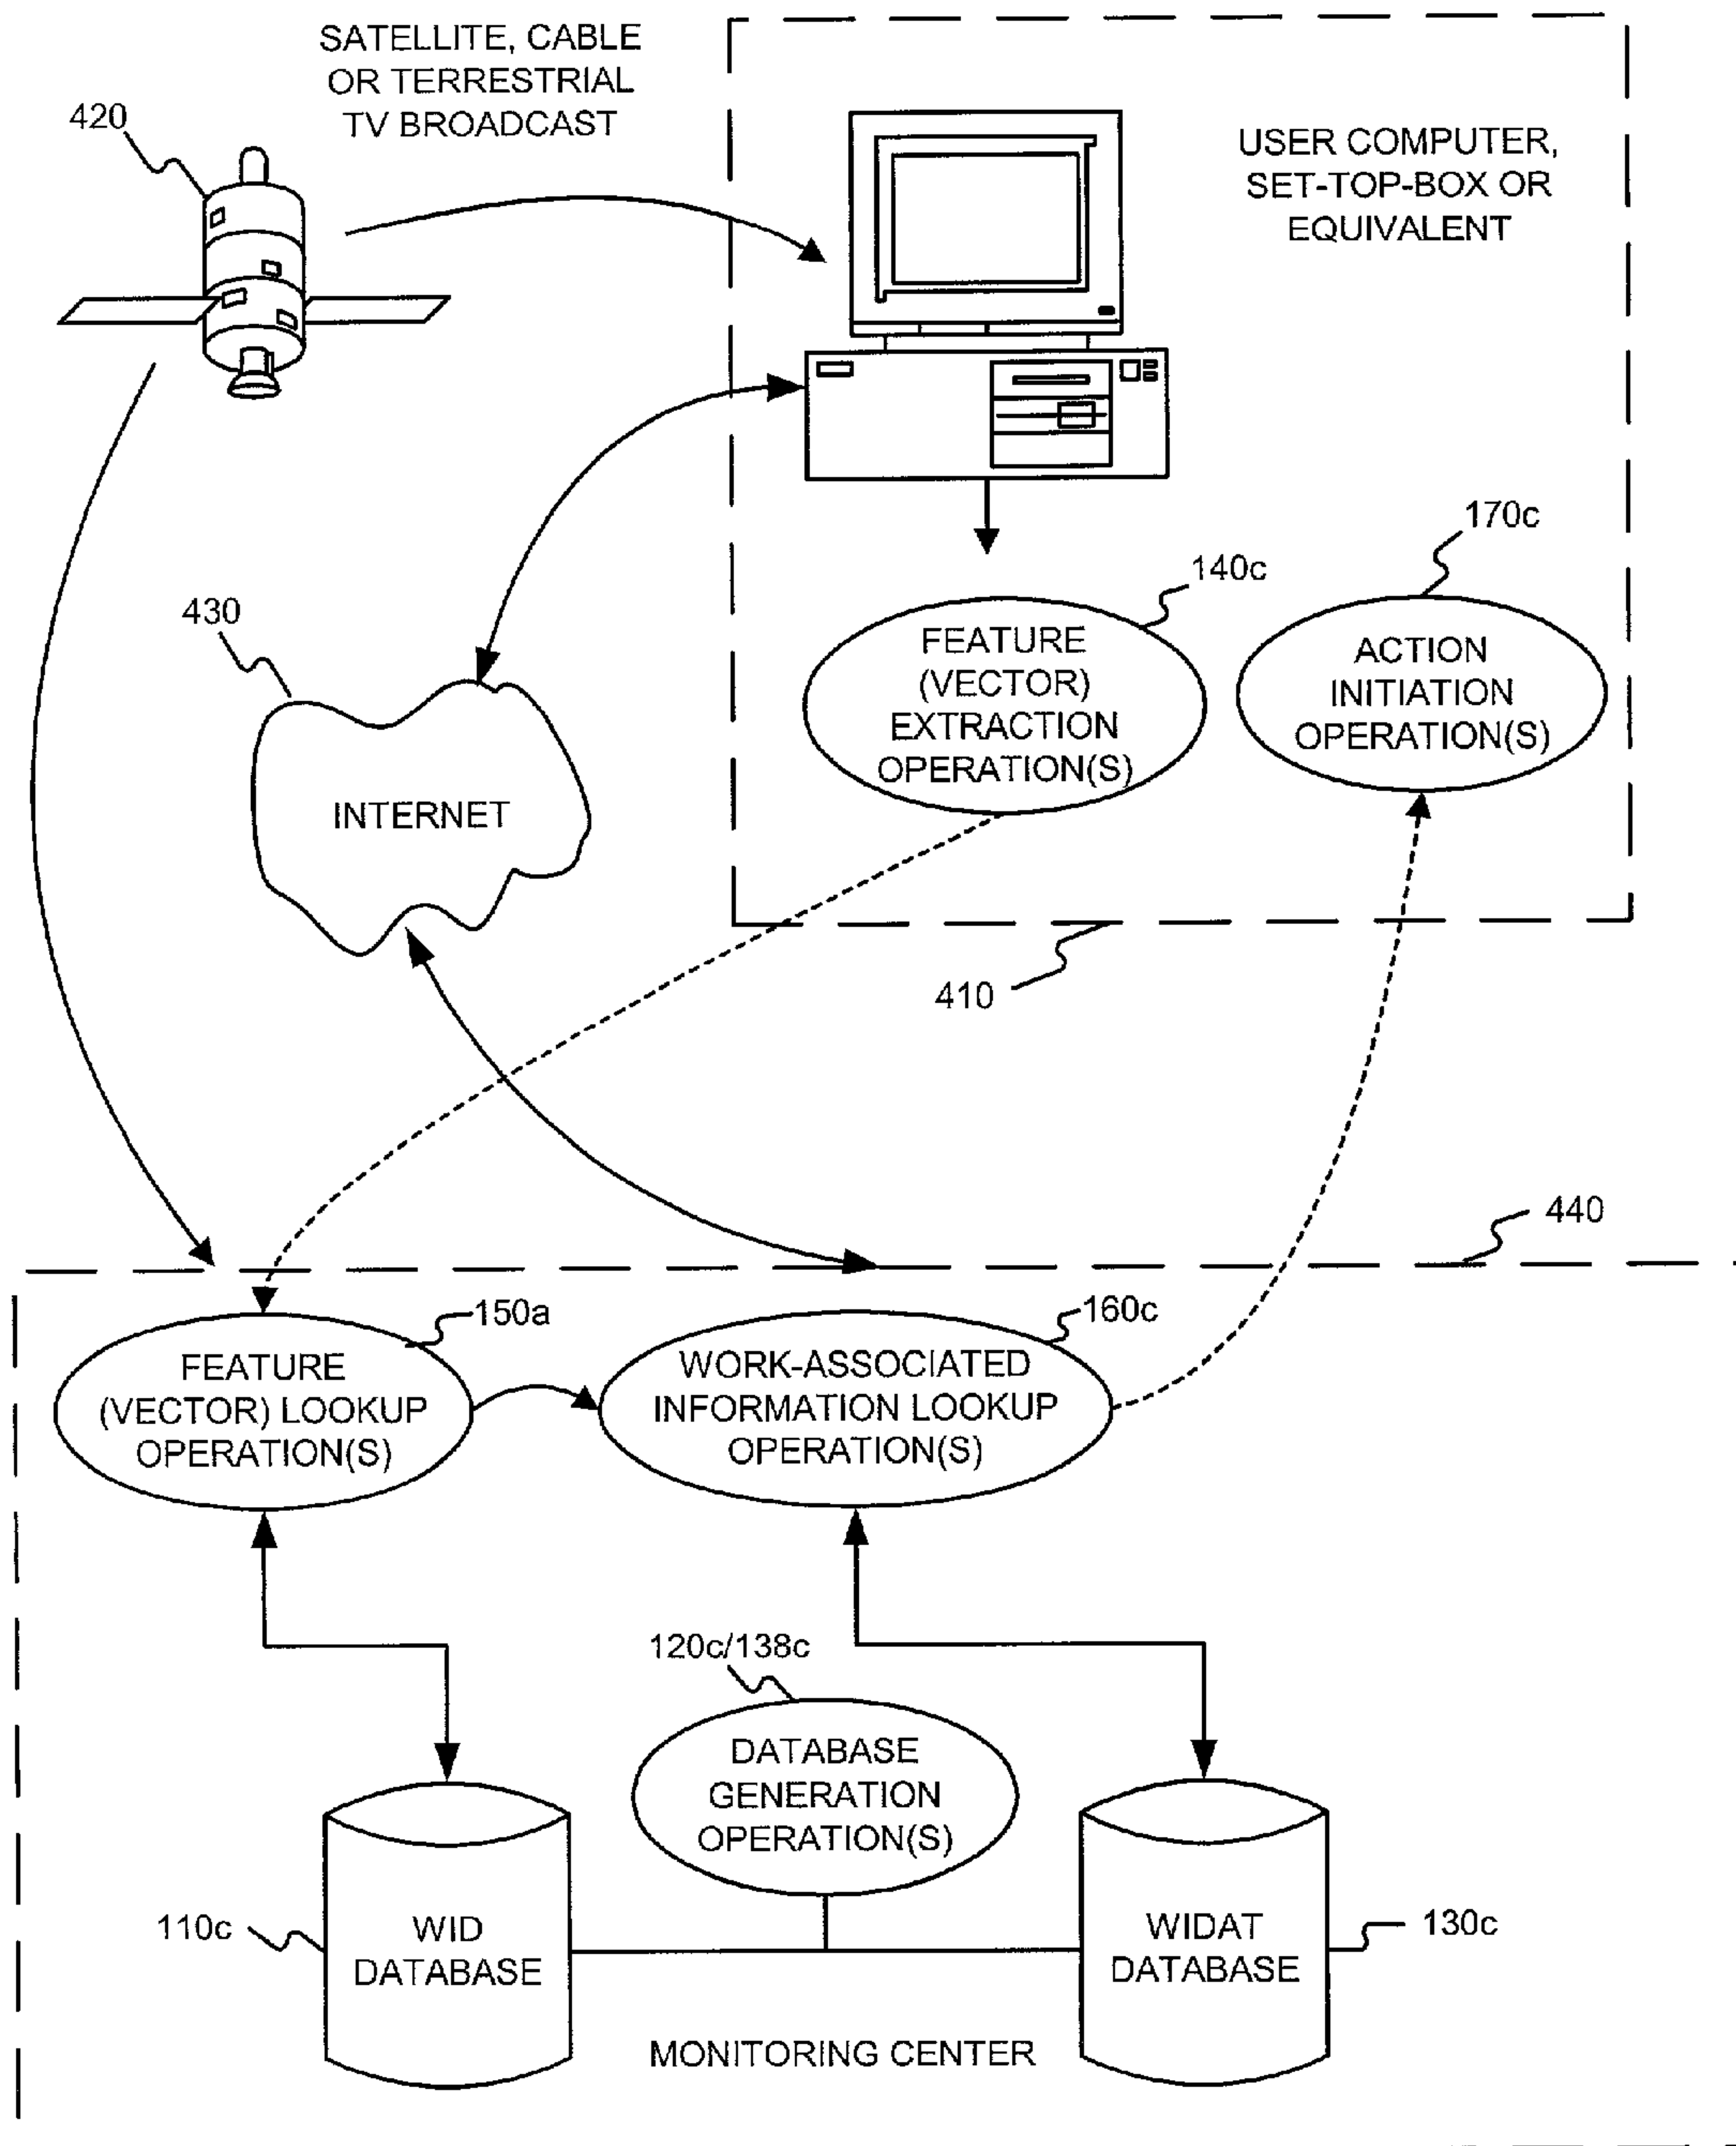 SATELLITE, CABLE
OR TERRESTRIAL
TV BROADCAST
420
USER COMPUTER,
SET-TOP-BOX OR
EQUIVALENT
170c
140c
430
FEATURE
(VECTOR)
EXTRACTION
OPERATION(S)
ACTION
INITIATION
OPERATION(S)
INTERNET
410
440
150a
160c
FEATURE
(VECTOR) LOOKUP
OPERATION(S)
WORK-ASSOCIATED
INFORMATION LOOKUP
OPERATION(S)
120c/138c
DATABASE
GENERATION
OPERATION(S)
110c
WID
DATABASE
WIDAT
DATABASE
130c
MONITORING CENTER